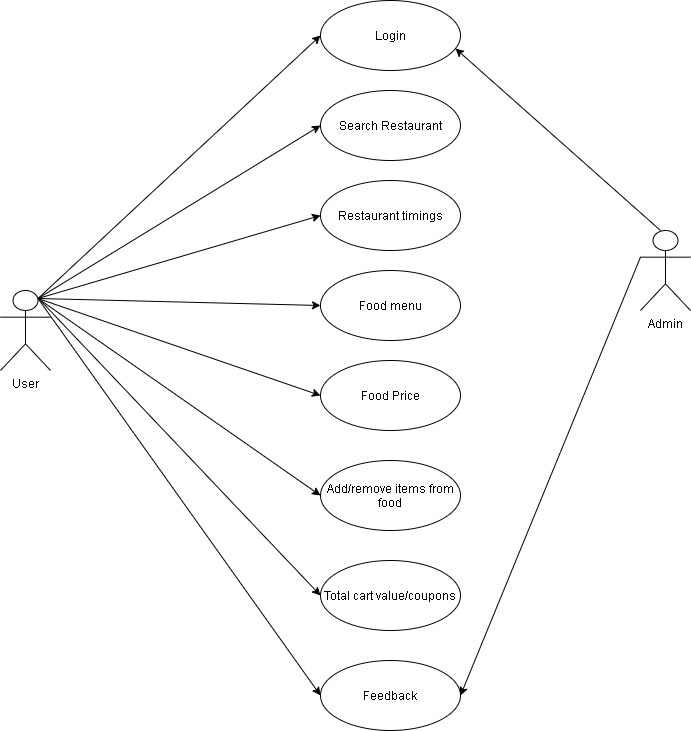 Login
Search Restaurant
Restaurant timings
Food menu
Admin
User
Food Price
Add/remove items from
food
Total cart value/coupons
Feedback